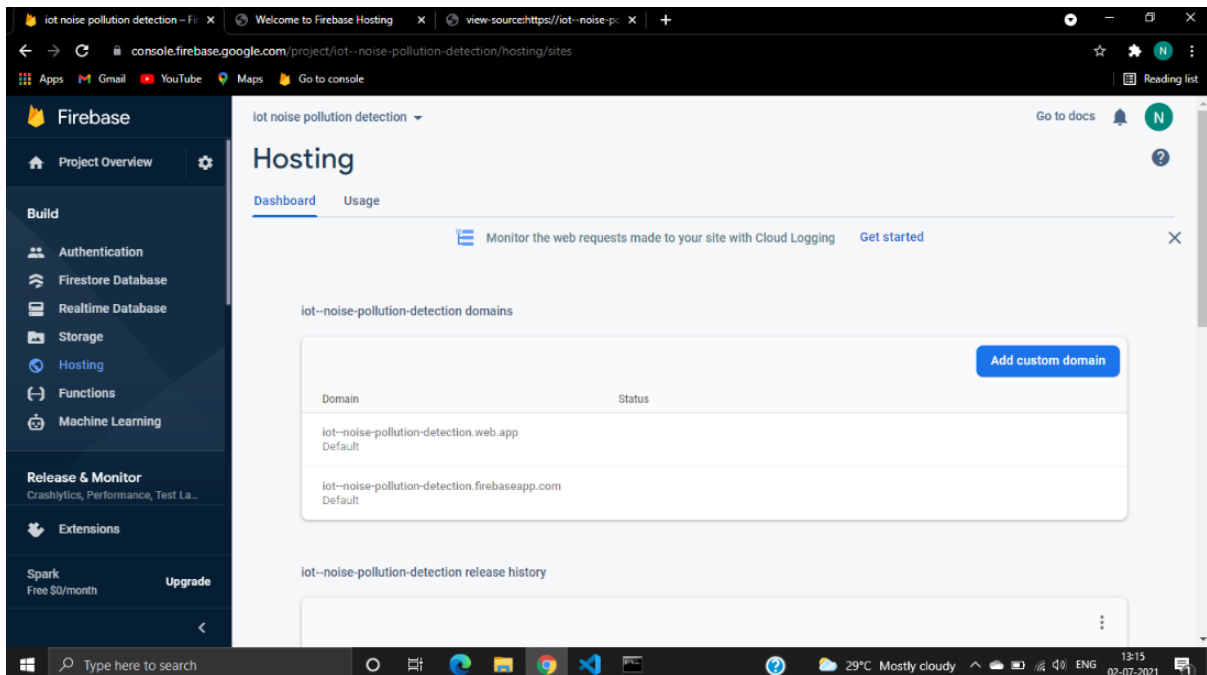 iot noise pollution detection – Fir
Welcome to Firebase Hosting
view-source:https://iot--noise-po
console.firebase.google.com/project/iot--noise-pollution-detection/hosting/sites
N
Apps Gmail YouTube Maps Go to console Reading list
Firebase
Project Overview
Build
Authentication
Firestore Database
Realtime Database
Storage
Hosting
Functions
Machine Learning
Release & Monitor
Crashlytics, Performance, Test La...
Extensions
Spark
Free $0/month
Upgrade
iot noise pollution detection
Go to docs
N
Hosting
Dashboard Usage
Monitor the web requests made to your site with Cloud Logging Get started
iot--noise-pollution-detection domains
Add custom domain
Domain Status
iot--noise-pollution-detection.web.app
Default
iot--noise-pollution-detection.firebaseapp.com
Default
iot--noise-pollution-detection release history
Type here to search
29°C Mostly cloudy
ENG
13:15
02-07-2021